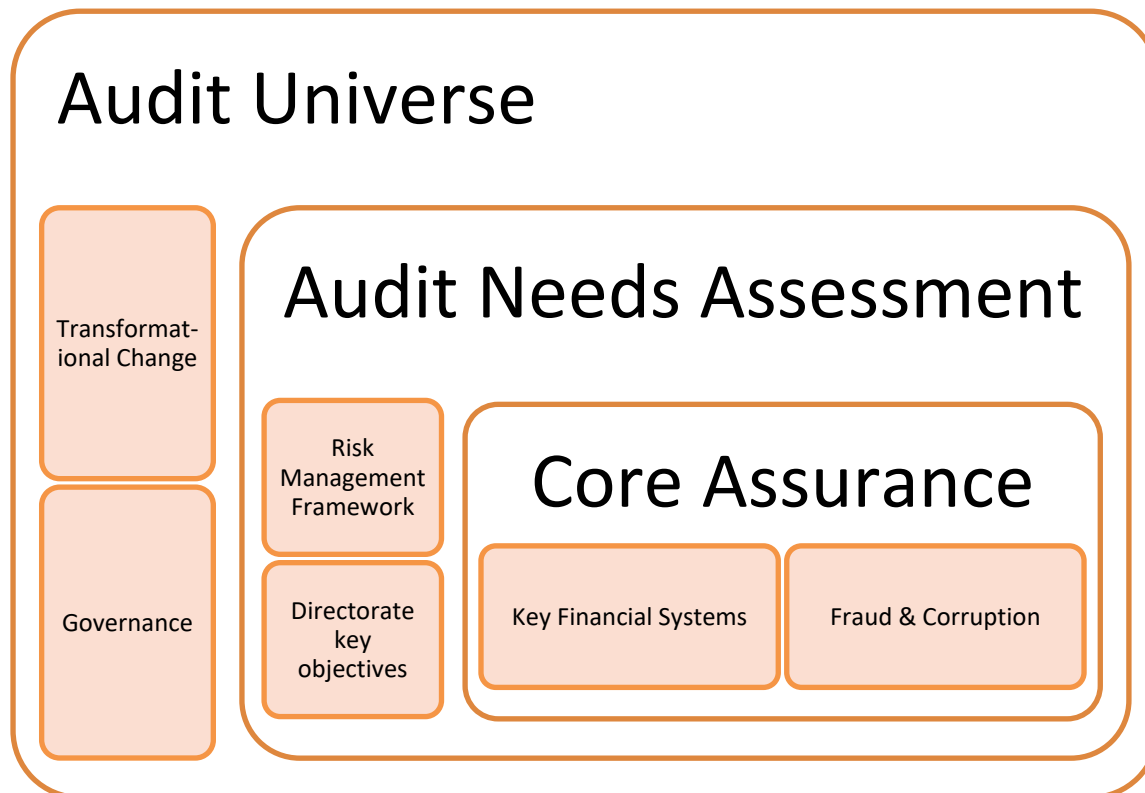 Audit Universe
Transformat-
ional Change
Governance
Audit Needs Assessment
Risk
Management
Framework
Directorate
key
objectives
Core Assurance
Key Financial Systems
Fraud & Corruption